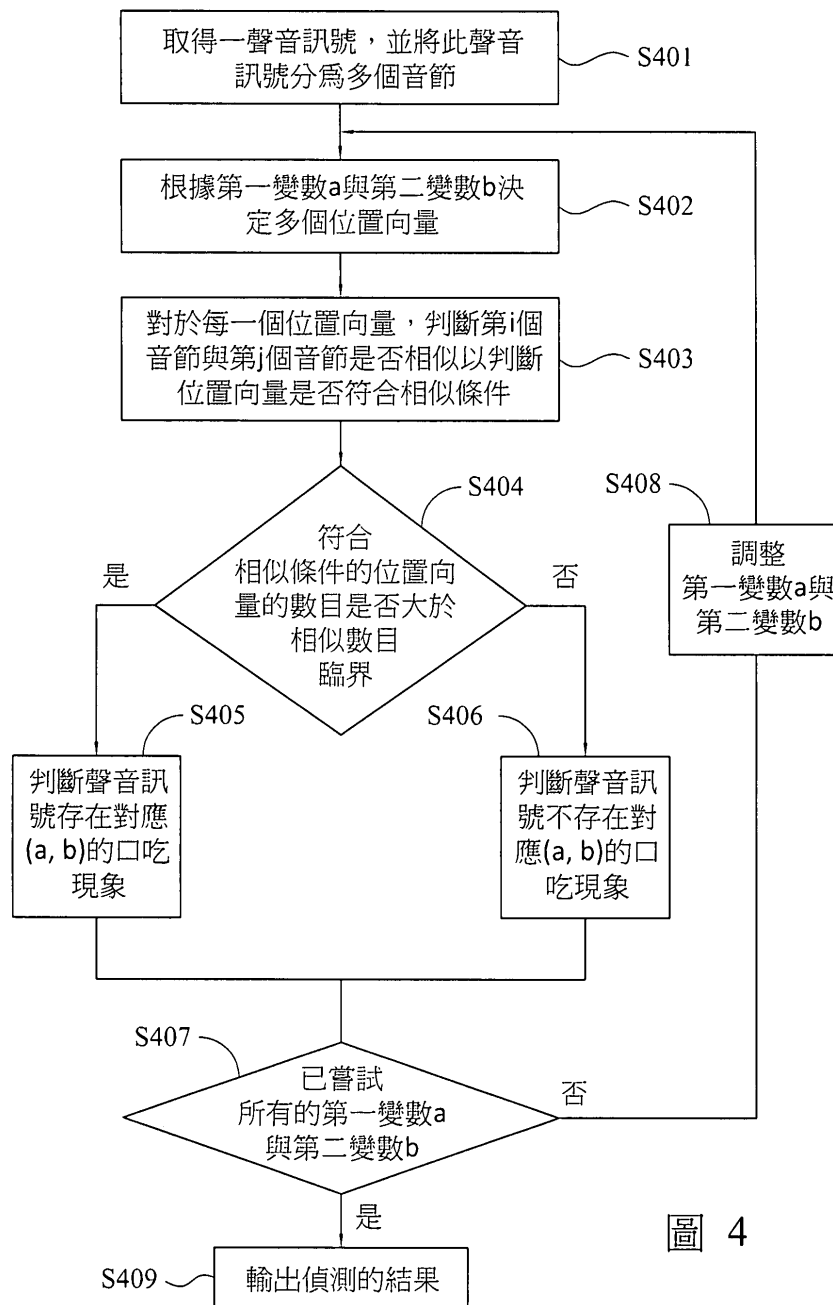 取得一聲音訊號，並將此聲音
訊號分爲多個音節
S401
根據第一變數a與第二變數b決
定多個位置向量
S402
對於每一個位置向量，判斷第i個
音節與第j個音節是否相似以判斷
位置向量是否符合相似條件
S403
S404
符合
相似條件的位置向
量的數目是否大於
相似數目
臨界
是
否
S408
調整
第一變數a與
第二變數b
S405
判斷聲音訊
號存在對應
(a, b)的口吃
現象
S406
判斷聲音訊
號不存在對
應(a, b)的口
吃現象
S407
已嘗試
所有的第一變數a
與第二變數b
否
是
S409
輸出偵測的結果
圖 4